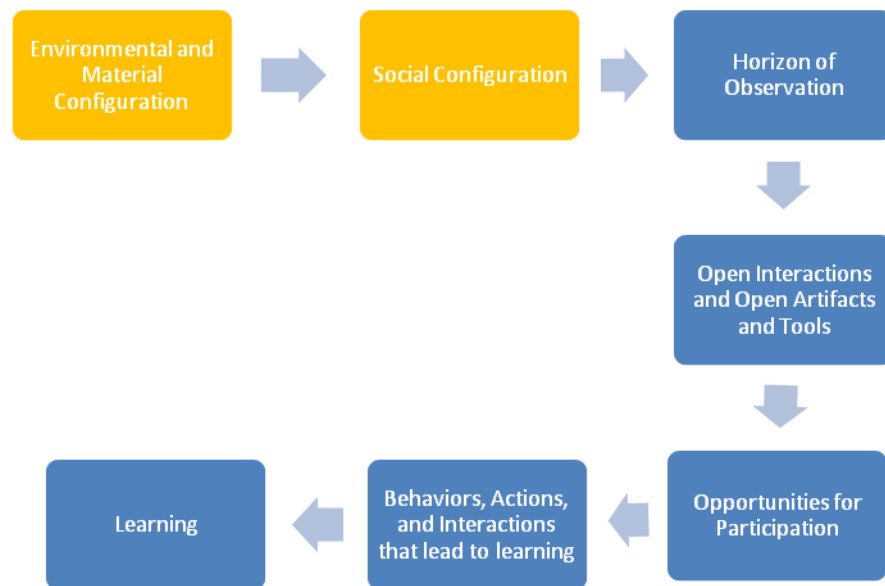 Environmental and
Material
Configuration
Social Configuration
Horizon of
Observation
Open Interactions
and Open Artifacts
and Tools
Opportunities for
Participation
Behaviors, Actions,
and Interactions
that lead to learning
Learning